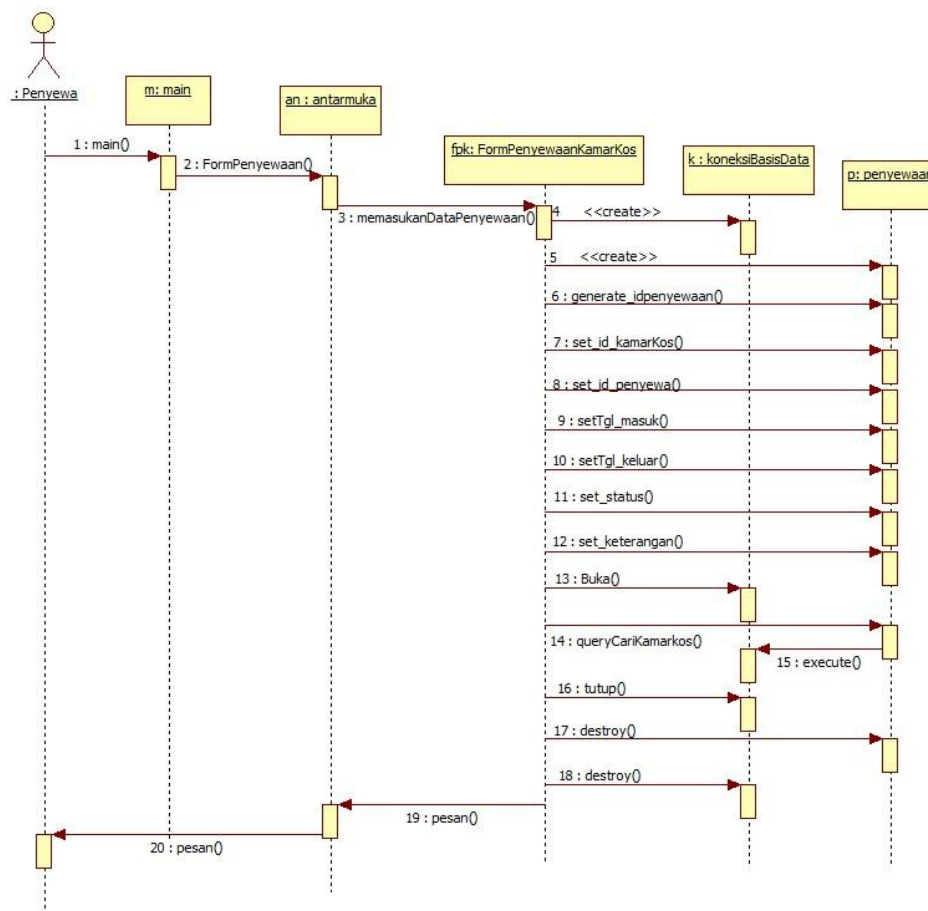 : Penyewa
m: main
an : antarmuka
fpk: FormPenyewaanKamarKos
k : koneksiBasisData
p: penyewaan
1 : main()
2 : FormPenyewaan()
3 : memasukanDataPenyewaan()
4 <<create>>
5 <<create>>
6 : generate_idpenyewaan()
7 : set_id_kamarKos()
8 : set_id_penyewa()
9 : setTgl_masuk()
10 : setTgl_keluar()
11 : set_status()
12 : set_keterangan()
13 : Buka()
14 : queryCariKamarkos()
15 : execute()
16 : tutup()
17 : destroy()
18 : destroy()
19 : pesan()
20 : pesan()